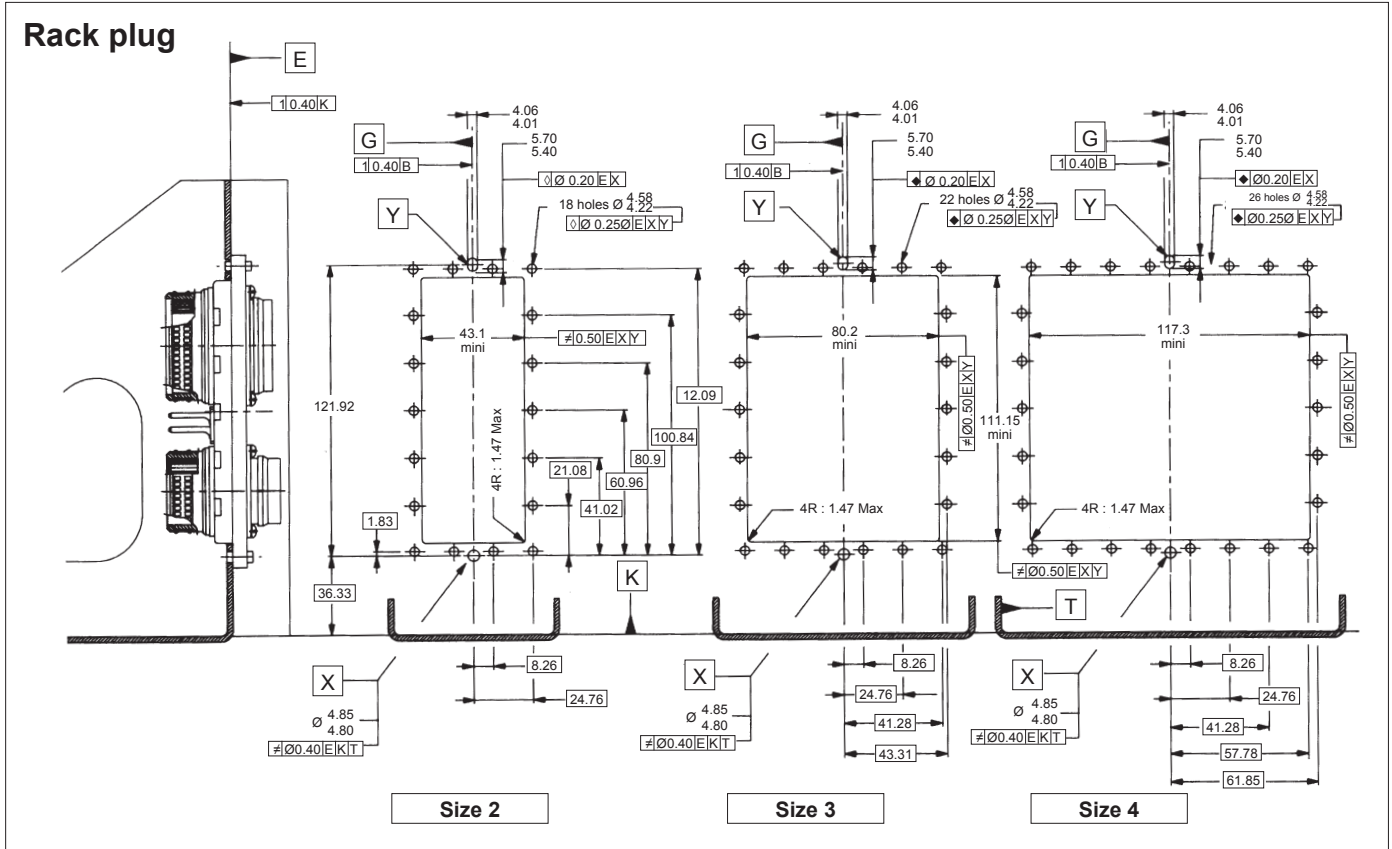 Rack plug
E
1 0.40 K
G
1 0.40 B
Y
4.06
4.01
5.70
5.40
◊ Ø 0.20 E X
18 holes Ø 4.58
4.22
◊ Ø 0.25Ø E X Y
43.1
mini
≠ 0.50 E X Y
121.92
12.09
100.84
80.9
60.96
41.02
21.08
4R : 1.47 Max
1.83
36.33
K
X
Ø 4.85
4.80
≠ Ø0.40 E K T
8.26
24.76
Size 2
G
1 0.40 B
Y
4.06
4.01
5.70
5.40
◆ Ø 0.20 E X
22 holes Ø 4.58
4.22
◆ Ø 0.25Ø E X Y
80.2
mini
≠ Ø0.50 E X Y
111.15
mini
4R : 1.47 Max
≠ Ø0.50 E X Y
X
Ø 4.85
4.80
≠ Ø0.40 E K T
8.26
24.76
41.28
43.31
Size 3
G
1 0.40 B
Y
4.06
4.01
5.70
5.40
◆ Ø0.20 E X
26 holes Ø 4.58
4.22
◆ Ø0.25Ø E X Y
117.3
mini
≠ Ø0.50 E X Y
4R : 1.47 Max
T
X
Ø 4.85
4.80
≠ Ø0.40 E K T
8.26
24.76
41.28
57.78
61.85
Size 4